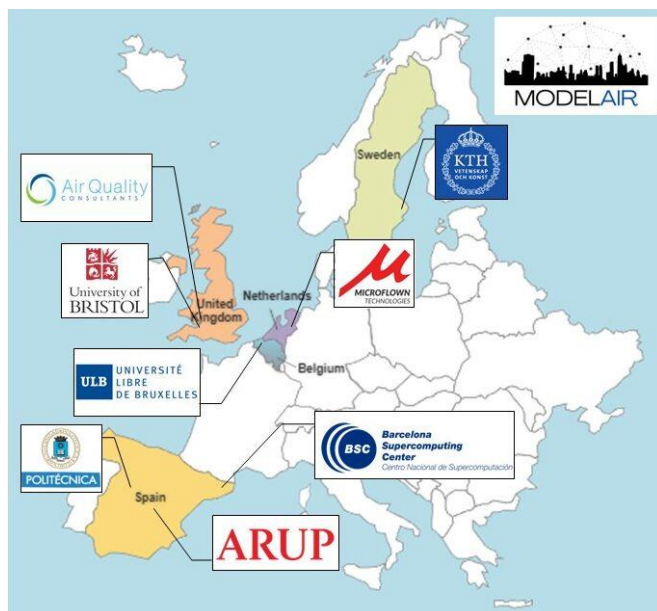 MODELAIR
Sweden
KTH
VETENSKAP
OCH KONST
Air Quality
CONSULTANTS
University of
BRISTOL
United
Kingdom
Netherlands
MICROFLOWN
TECHNOLOGIES
ULB
UNIVERSITÉ
LIBRE
DE BRUXELLES
Belgium
POLITÉCNICA
Spain
BSC
Barcelona
Supercomputing
Center
Centro Nacional de Supercomputación
ARUP